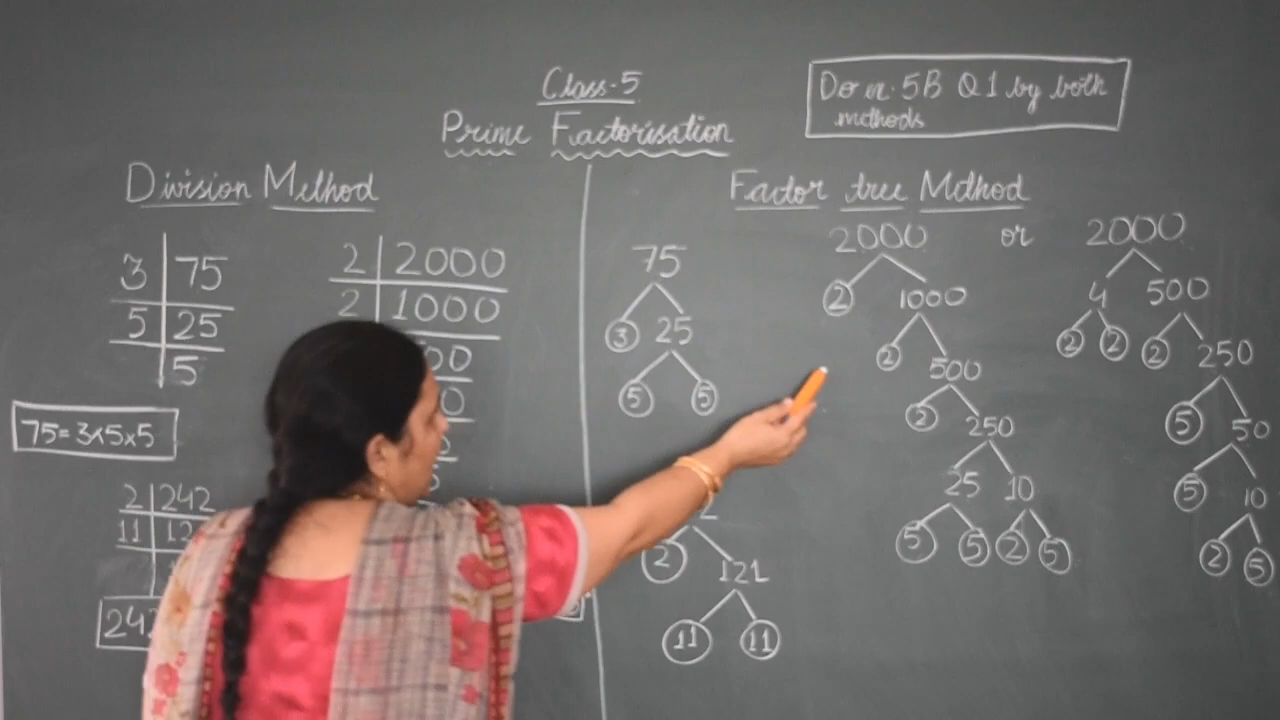 Class-5
Prime Factorisation
Do n. 5B Q1 by both
methods
Division Method
3 75
5 25
5
75=3×5×5
2 242
11
2 2000
2 1000
Factor tree Method
75
3 25
5 5
2 121
11 11
2000 or 2000
2 1000
2 500
2 250
25 10
5 5 2 5
4 500
2 2 2 250
5 50
5 10
2 5